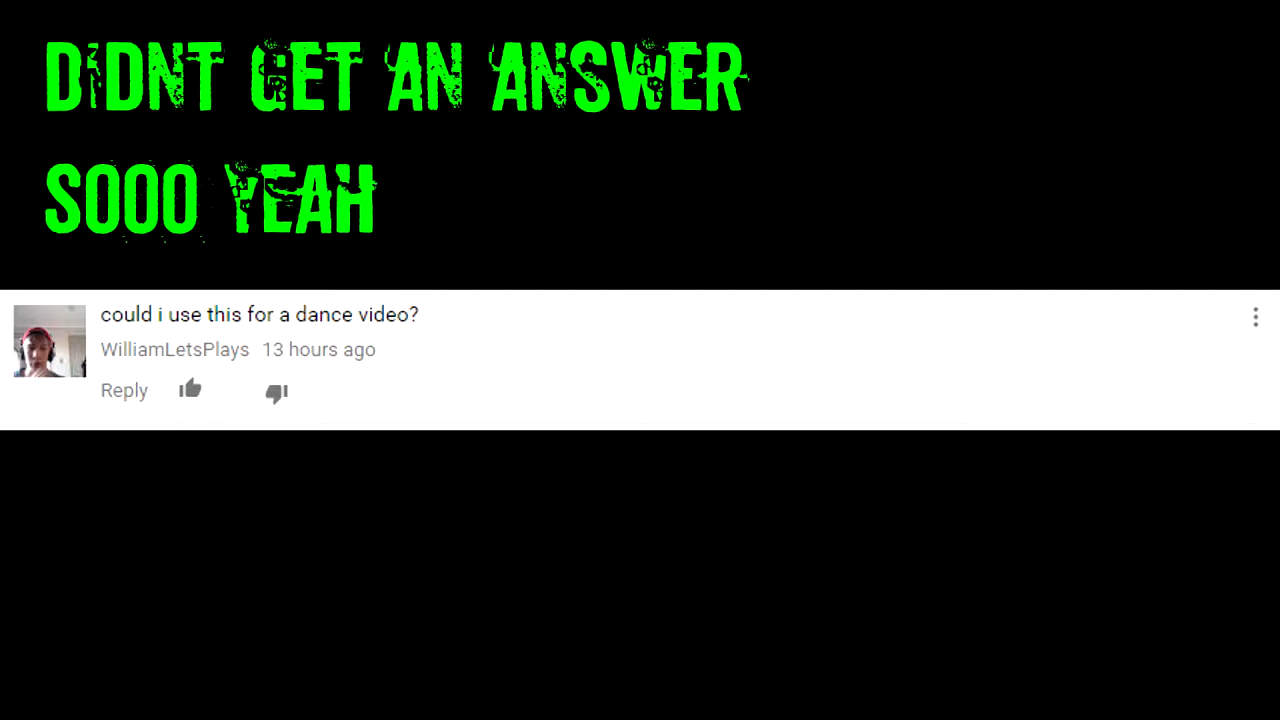 DIDNT GET AN ANSWER
SOOO YEAH
could i use this for a dance video?
WilliamLetsPlays 13 hours ago
Reply